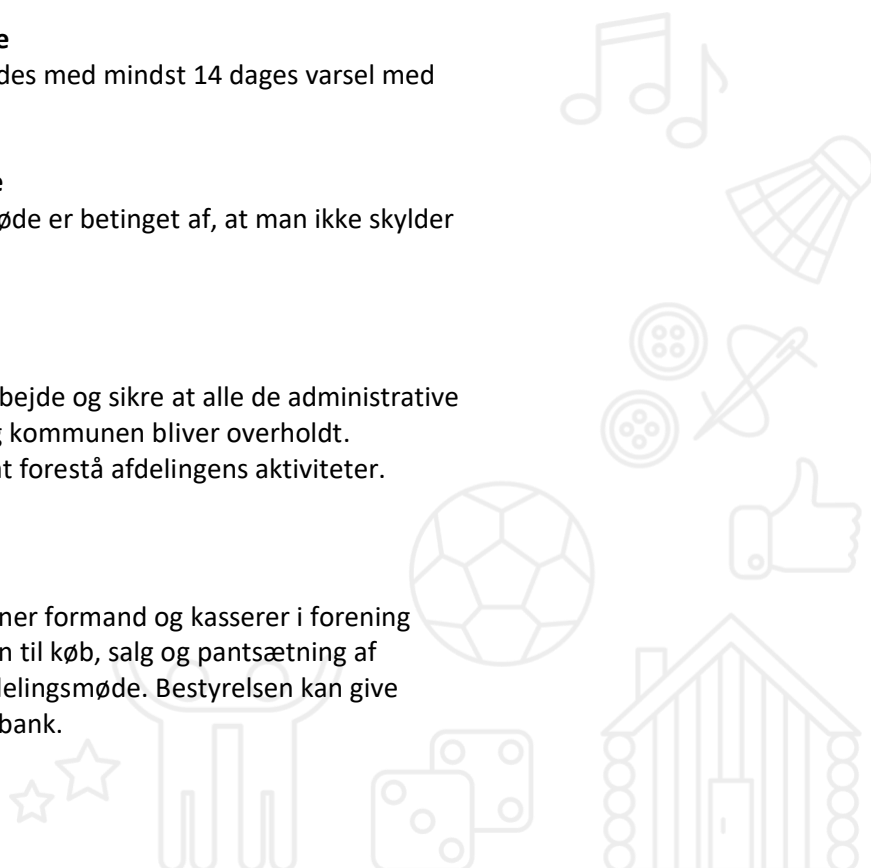 e
des med mindst 14 dages varsel med
e
øde er betinget af, at man ikke skylder
bejde og sikre at alle de administrative
g kommunen bliver overholdt.
at forestå afdelingens aktiviteter.
ner formand og kasserer i forening
n til køb, salg og pantsætning af
delingsmøde. Bestyrelsen kan give
bank.